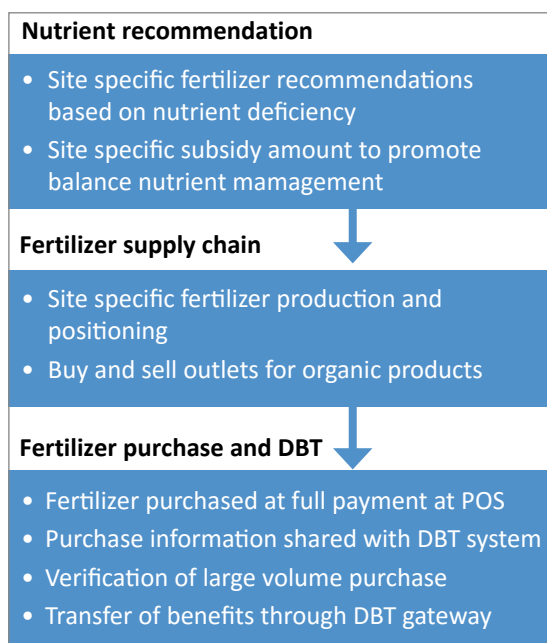 Nutrient recommendation
• Site specific fertilizer recommendations
based on nutrient deficiency
• Site specific subsidy amount to promote
balance nutrient mamagement
Fertilizer supply chain
• Site specific fertilizer production and
positioning
• Buy and sell outlets for organic products
Fertilizer purchase and DBT
• Fertilizer purchased at full payment at POS
• Purchase information shared with DBT system
• Verification of large volume purchase
• Transfer of benefits through DBT gateway